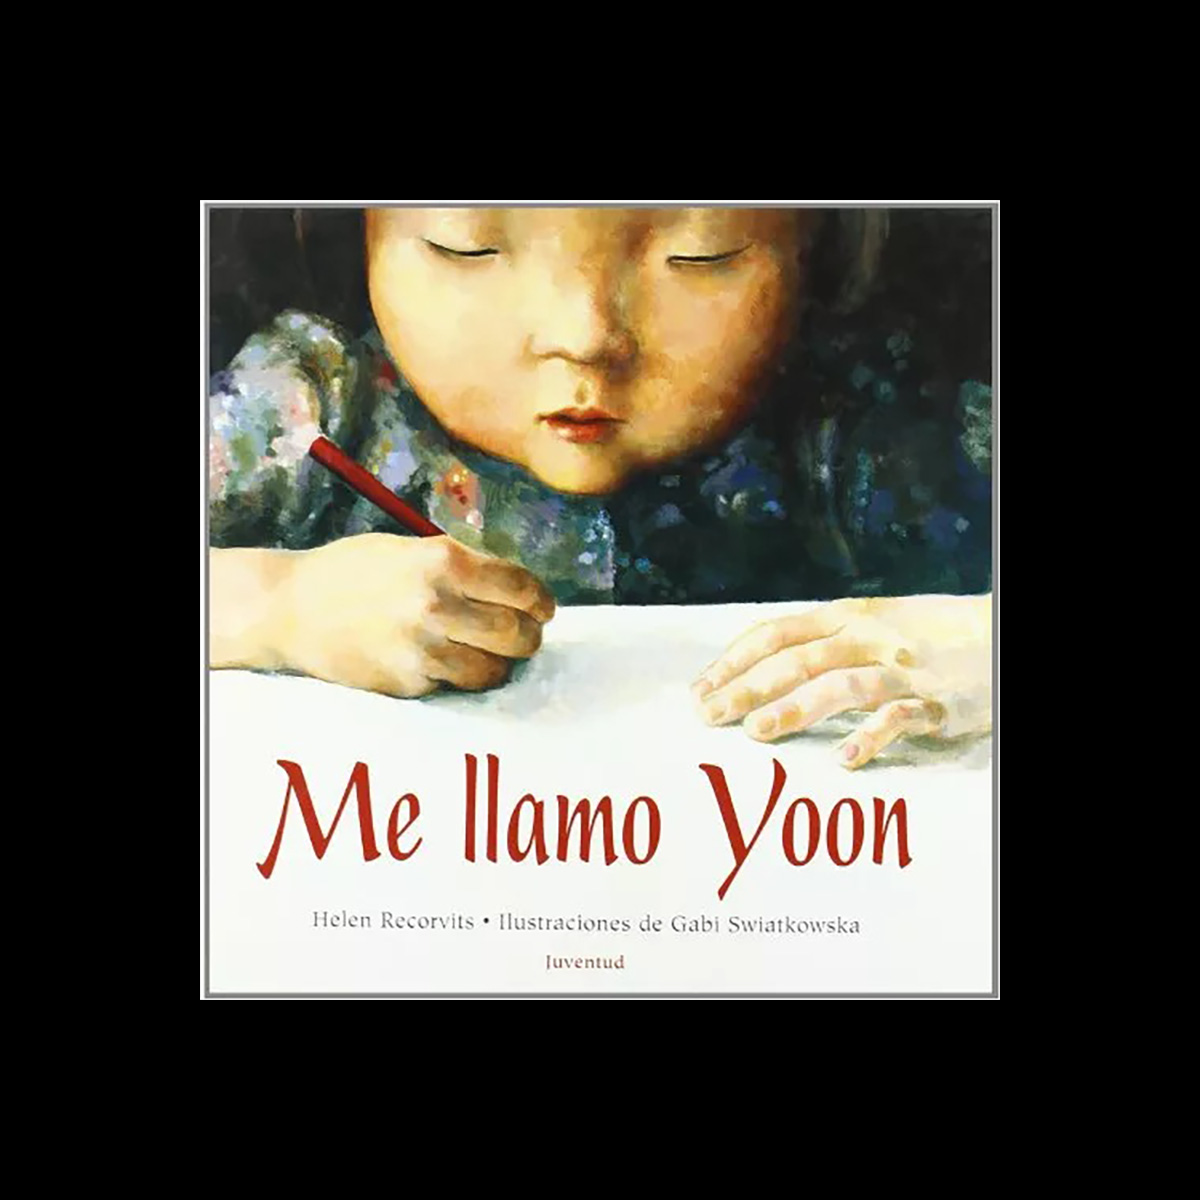 Me llamo Yoon
Helen Recorvits • Ilustraciones de Gabi Swiatkowska
Juventud